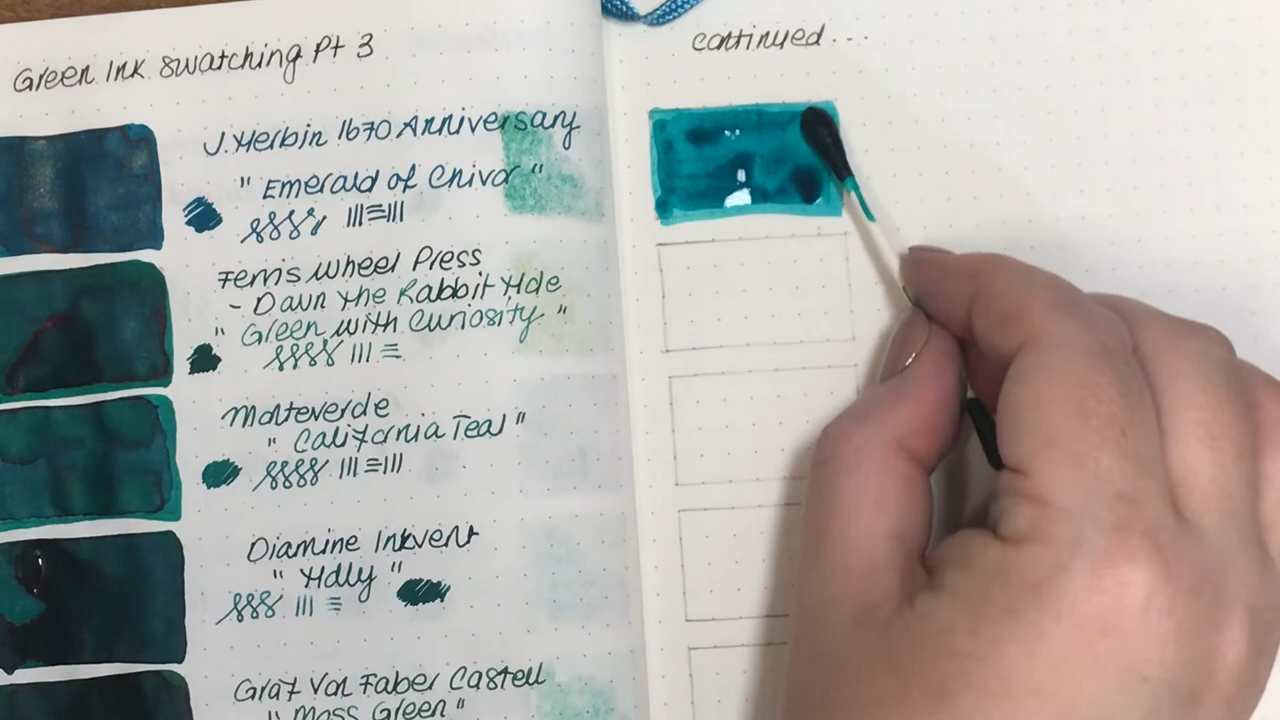 Green Ink Swatching Pt 3
J. Herbin 1670 Anniversary
" Emerald of Chivor "
Ferris Wheel Press
- Down the Rabbit Hole
" Green with Curiosity "
Monteverde
" California Teal "
Diamine Inkvent
" Holly "
Graf Von Faber Castell
" Moss Green "
continued...